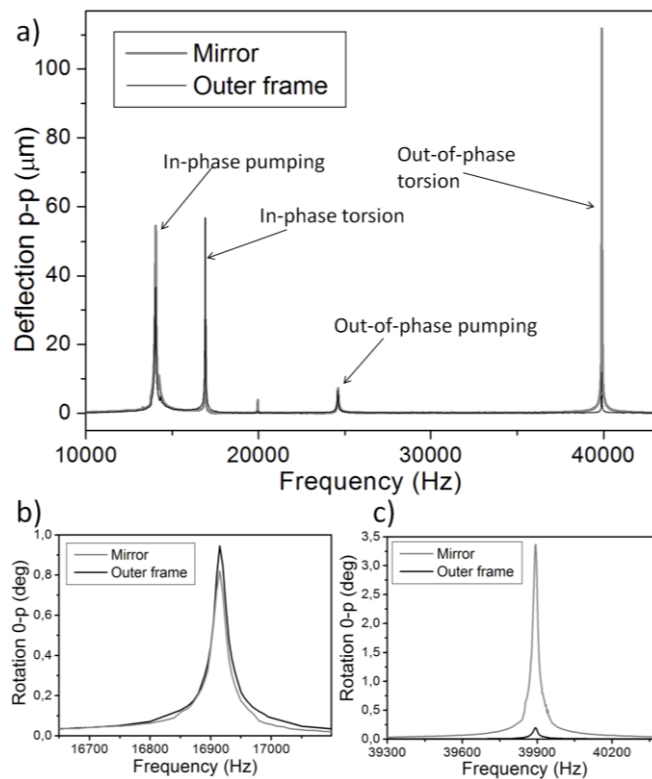 a)
Mirror
Outer frame
In-phase pumping
In-phase torsion
Out-of-phase
torsion
Out-of-phase pumping
Deflection p-p (μm)
100
80
60
40
20
0
10000 20000 30000 40000
Frequency (Hz)
b)
Mirror
Outer frame
Rotation 0-p (deg)
1,0
0,8
0,6
0,4
0,2
0,0
16700 16800 16900 17000
Frequency (Hz)
c)
Mirror
Outer frame
Rotation 0-p (deg)
3,5
3,0
2,5
2,0
1,5
1,0
0,5
0,0
39300 39600 39900 40200
Frequency (Hz)